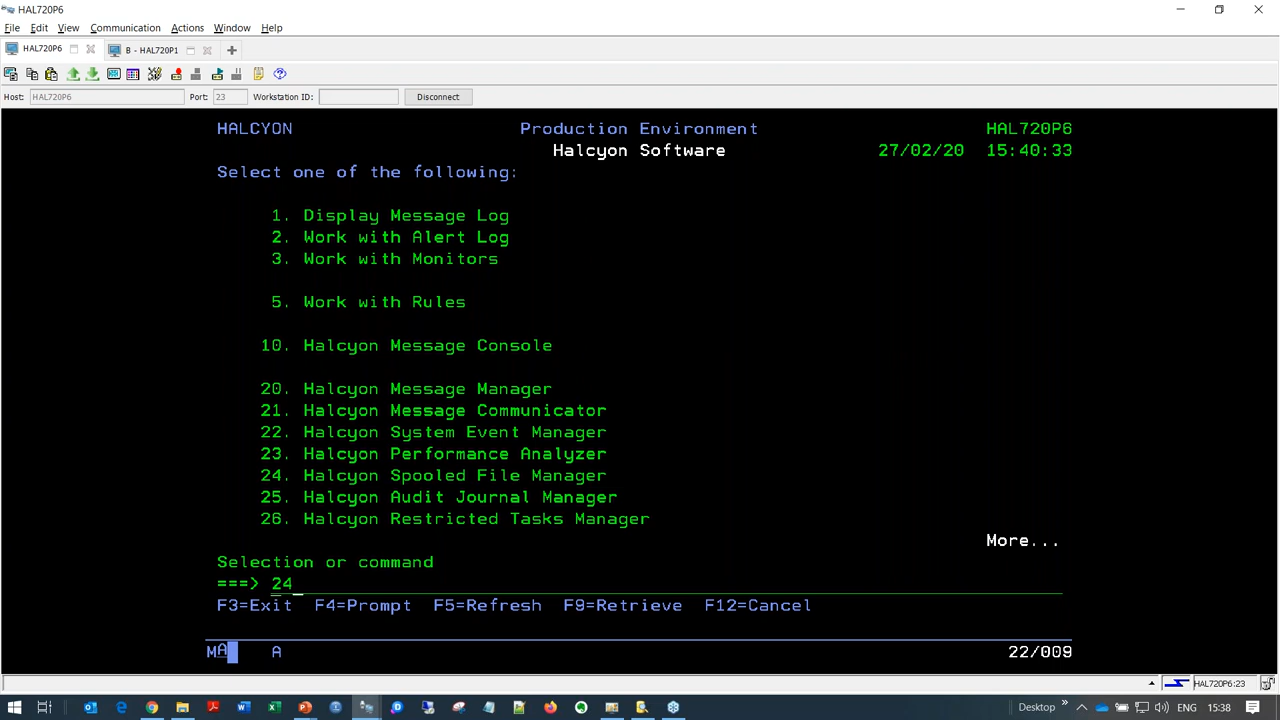 HAL720P6
File Edit View Communication Actions Window Help
HAL720P6 B - HAL720P1
Host: HAL720P6 Port: 23 Workstation ID: Disconnect
HALCYON Production Environment HAL720P6
Halcyon Software 27/02/20 15:40:33
Select one of the following:
1. Display Message Log
2. Work with Alert Log
3. Work with Monitors
5. Work with Rules
10. Halcyon Message Console
20. Halcyon Message Manager
21. Halcyon Message Communicator
22. Halcyon System Event Manager
23. Halcyon Performance Analyzer
24. Halcyon Spooled File Manager
25. Halcyon Audit Journal Manager
26. Halcyon Restricted Tasks Manager
More...
Selection or command
===> 24
F3=Exit F4=Prompt F5=Refresh F9=Retrieve F12=Cancel
MA A 22/009
HAL720P6:23
Desktop » ENG 15:38